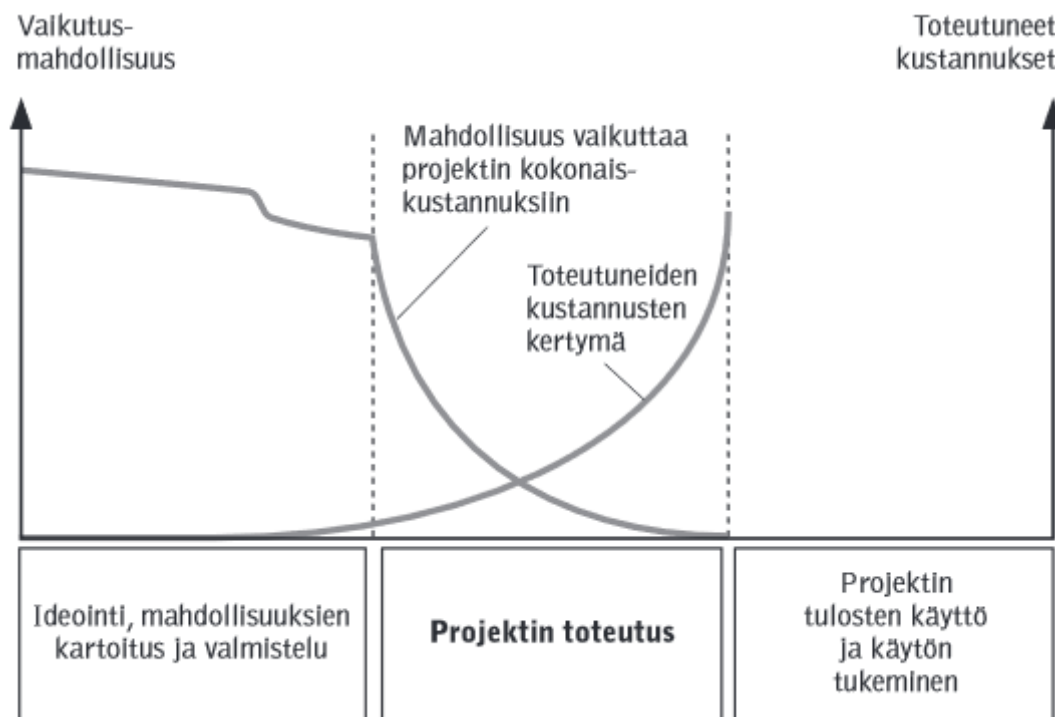 Vaikutus-
mahdollisuus
Toteutuneet
kustannukset
Mahdollisuus vaikuttaa
projektin kokonais-
kustannuksiin
Toteutuneiden
kustannusten
kertymä
Ideointi, mahdollisuuksien
kartoitus ja valmistelu
Projektin toteutus
Projektin
tulosten käyttö
ja käytön
tukeminen